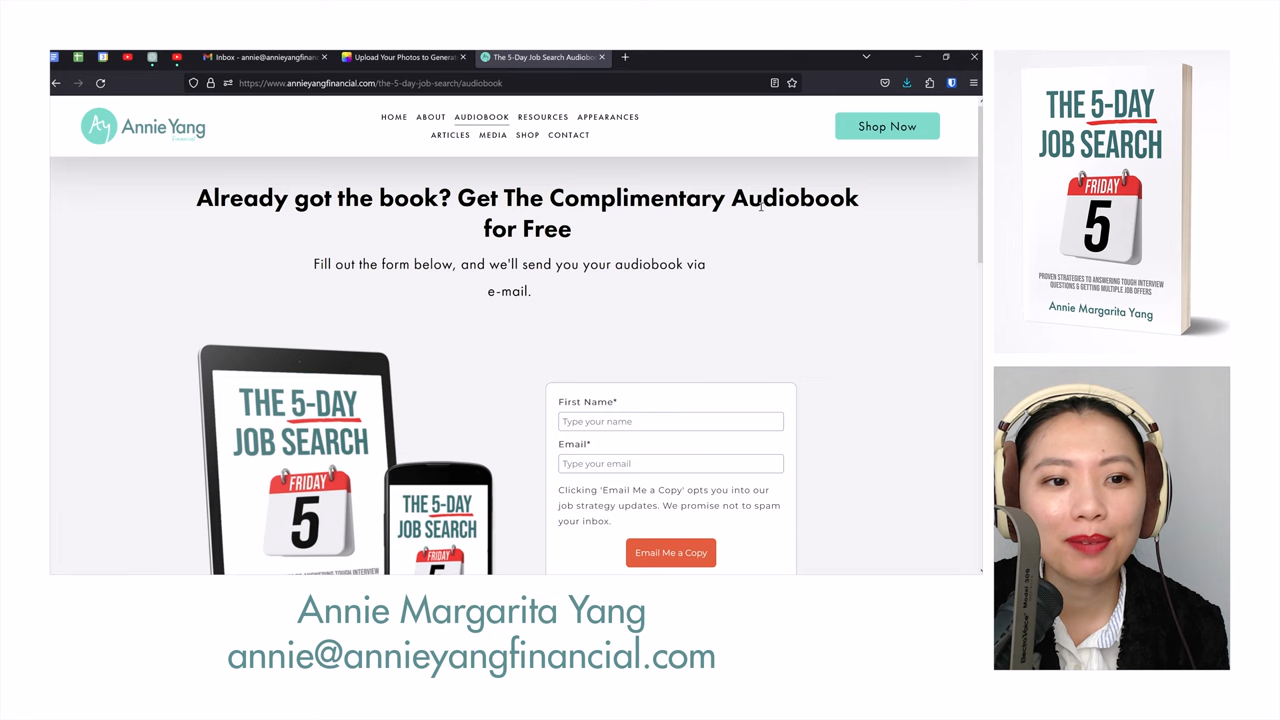 Inbox - annie@annieyangfinanc
Upload Your Photos to Generat
The 5-Day Job Search Audiobo
https://www.annieyangfinancial.com/the-5-day-job-search/audiobook
Ay Annie Yang
Financial
HOME ABOUT AUDIOBOOK RESOURCES APPEARANCES
ARTICLES MEDIA SHOP CONTACT
Shop Now
Already got the book? Get The Complimentary Audiobook
for Free
Fill out the form below, and we'll send you your audiobook via
e-mail.
THE 5-DAY
JOB SEARCH
FRIDAY
5
THE 5-DAY
JOB SEARCH
FRIDAY
First Name*
Type your name
Email*
Type your email
Clicking 'Email Me a Copy' opts you into our
job strategy updates. We promise not to spam
your inbox.
Email Me a Copy
THE 5-DAY
JOB SEARCH
FRIDAY
5
PROVEN STRATEGIES TO ANSWERING TOUGH INTERVIEW
QUESTIONS & GETTING MULTIPLE JOB OFFERS
Annie Margarita Yang
ElectroVoice Model 309
Annie Margarita Yang
annie@annieyangfinancial.com